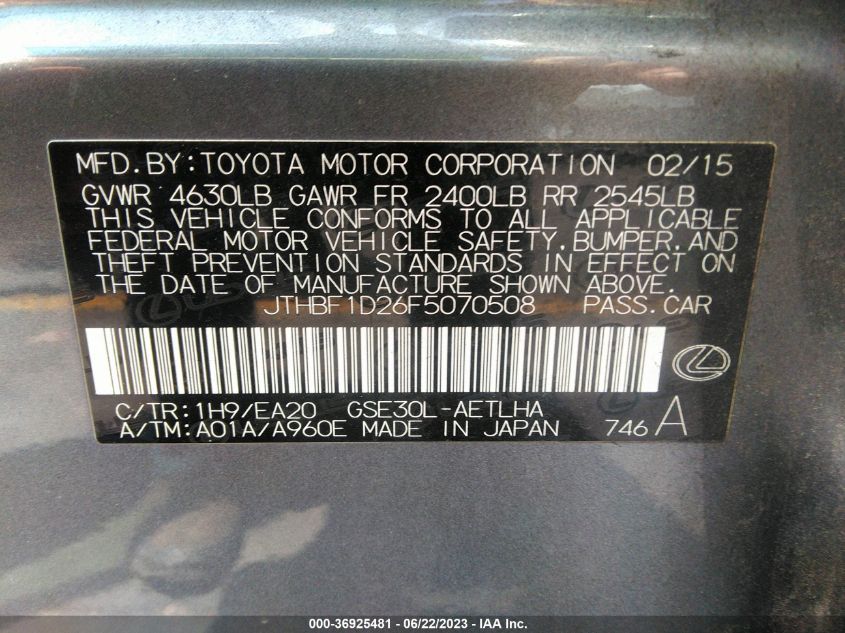 MFD.BY:TOYOTA MOTOR CORPORATION 02/15
GVWR 4630LB GAWR FR 2400LB RR 2545LB
THIS VEHICLE CONFORMS TO ALL APPLICABLE
FEDERAL MOTOR VEHICLE SAFETY,BUMPER,AND
THEFT PREVENTION STANDARDS IN EFFECT ON
THE DATE OF MANUFACTURE SHOWN ABOVE.
JTHBF1D26F5070508 PASS.CAR
C/TR:1H9/EA20 GSE30L-AETLHA
A/TM:A01A/A960E MADE IN JAPAN 746 A
000-36925481 - 06/22/2023 - IAA Inc.